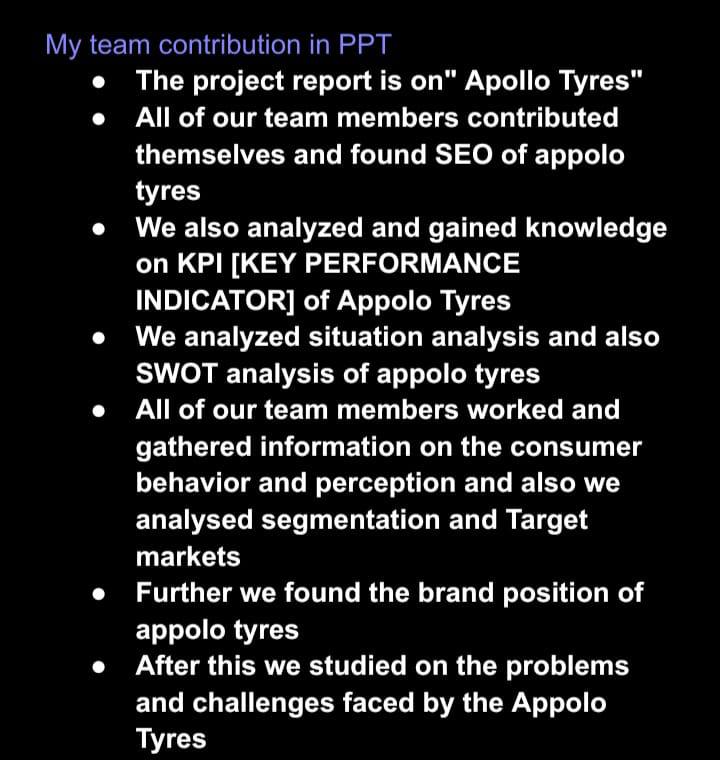 My team contribution in PPT
● The project report is on" Apollo Tyres"
● All of our team members contributed
themselves and found SEO of appolo
tyres
● We also analyzed and gained knowledge
on KPI [KEY PERFORMANCE
INDICATOR] of Appolo Tyres
● We analyzed situation analysis and also
SWOT analysis of appolo tyres
● All of our team members worked and
gathered information on the consumer
behavior and perception and also we
analysed segmentation and Target
markets
● Further we found the brand position of
appolo tyres
● After this we studied on the problems
and challenges faced by the Appolo
Tyres